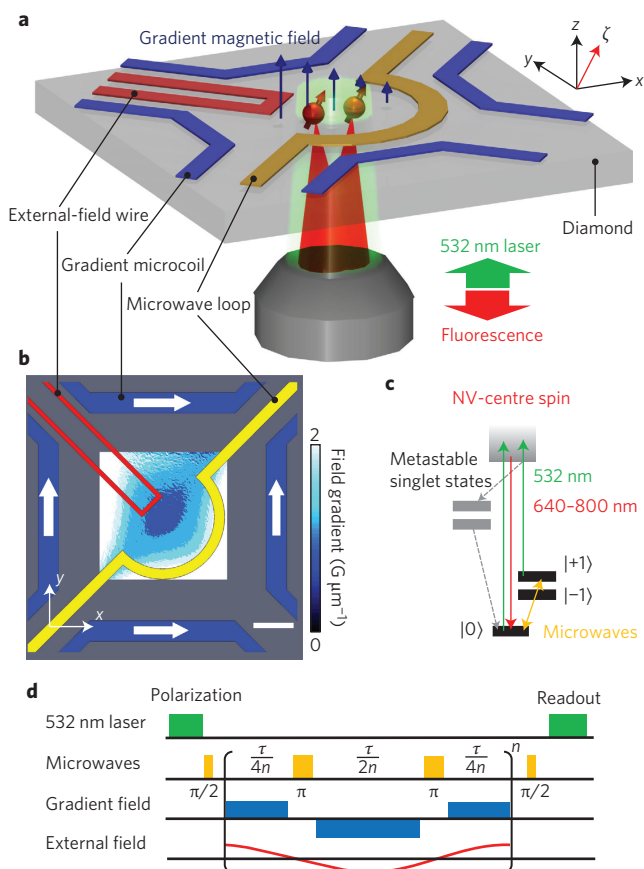 a
Gradient magnetic field
z
ζ
y
x
External-field wire
Gradient microcoil
Microwave loop
Diamond
532 nm laser
Fluorescence
b
y
x
2
Field gradient (G μm⁻¹)
0
c
NV-centre spin
Metastable
singlet states
532 nm
640–800 nm
|+1⟩
|−1⟩
|0⟩
Microwaves
d
Polarization
Readout
532 nm laser
Microwaves
τ/4n
τ/2n
τ/4n
n
π/2
π
π
π/2
Gradient field
External field